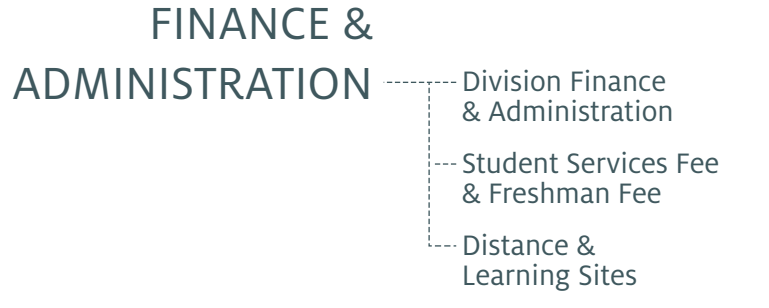 FINANCE &
ADMINISTRATION
Division Finance
& Administration
Student Services Fee
& Freshman Fee
Distance &
Learning Sites